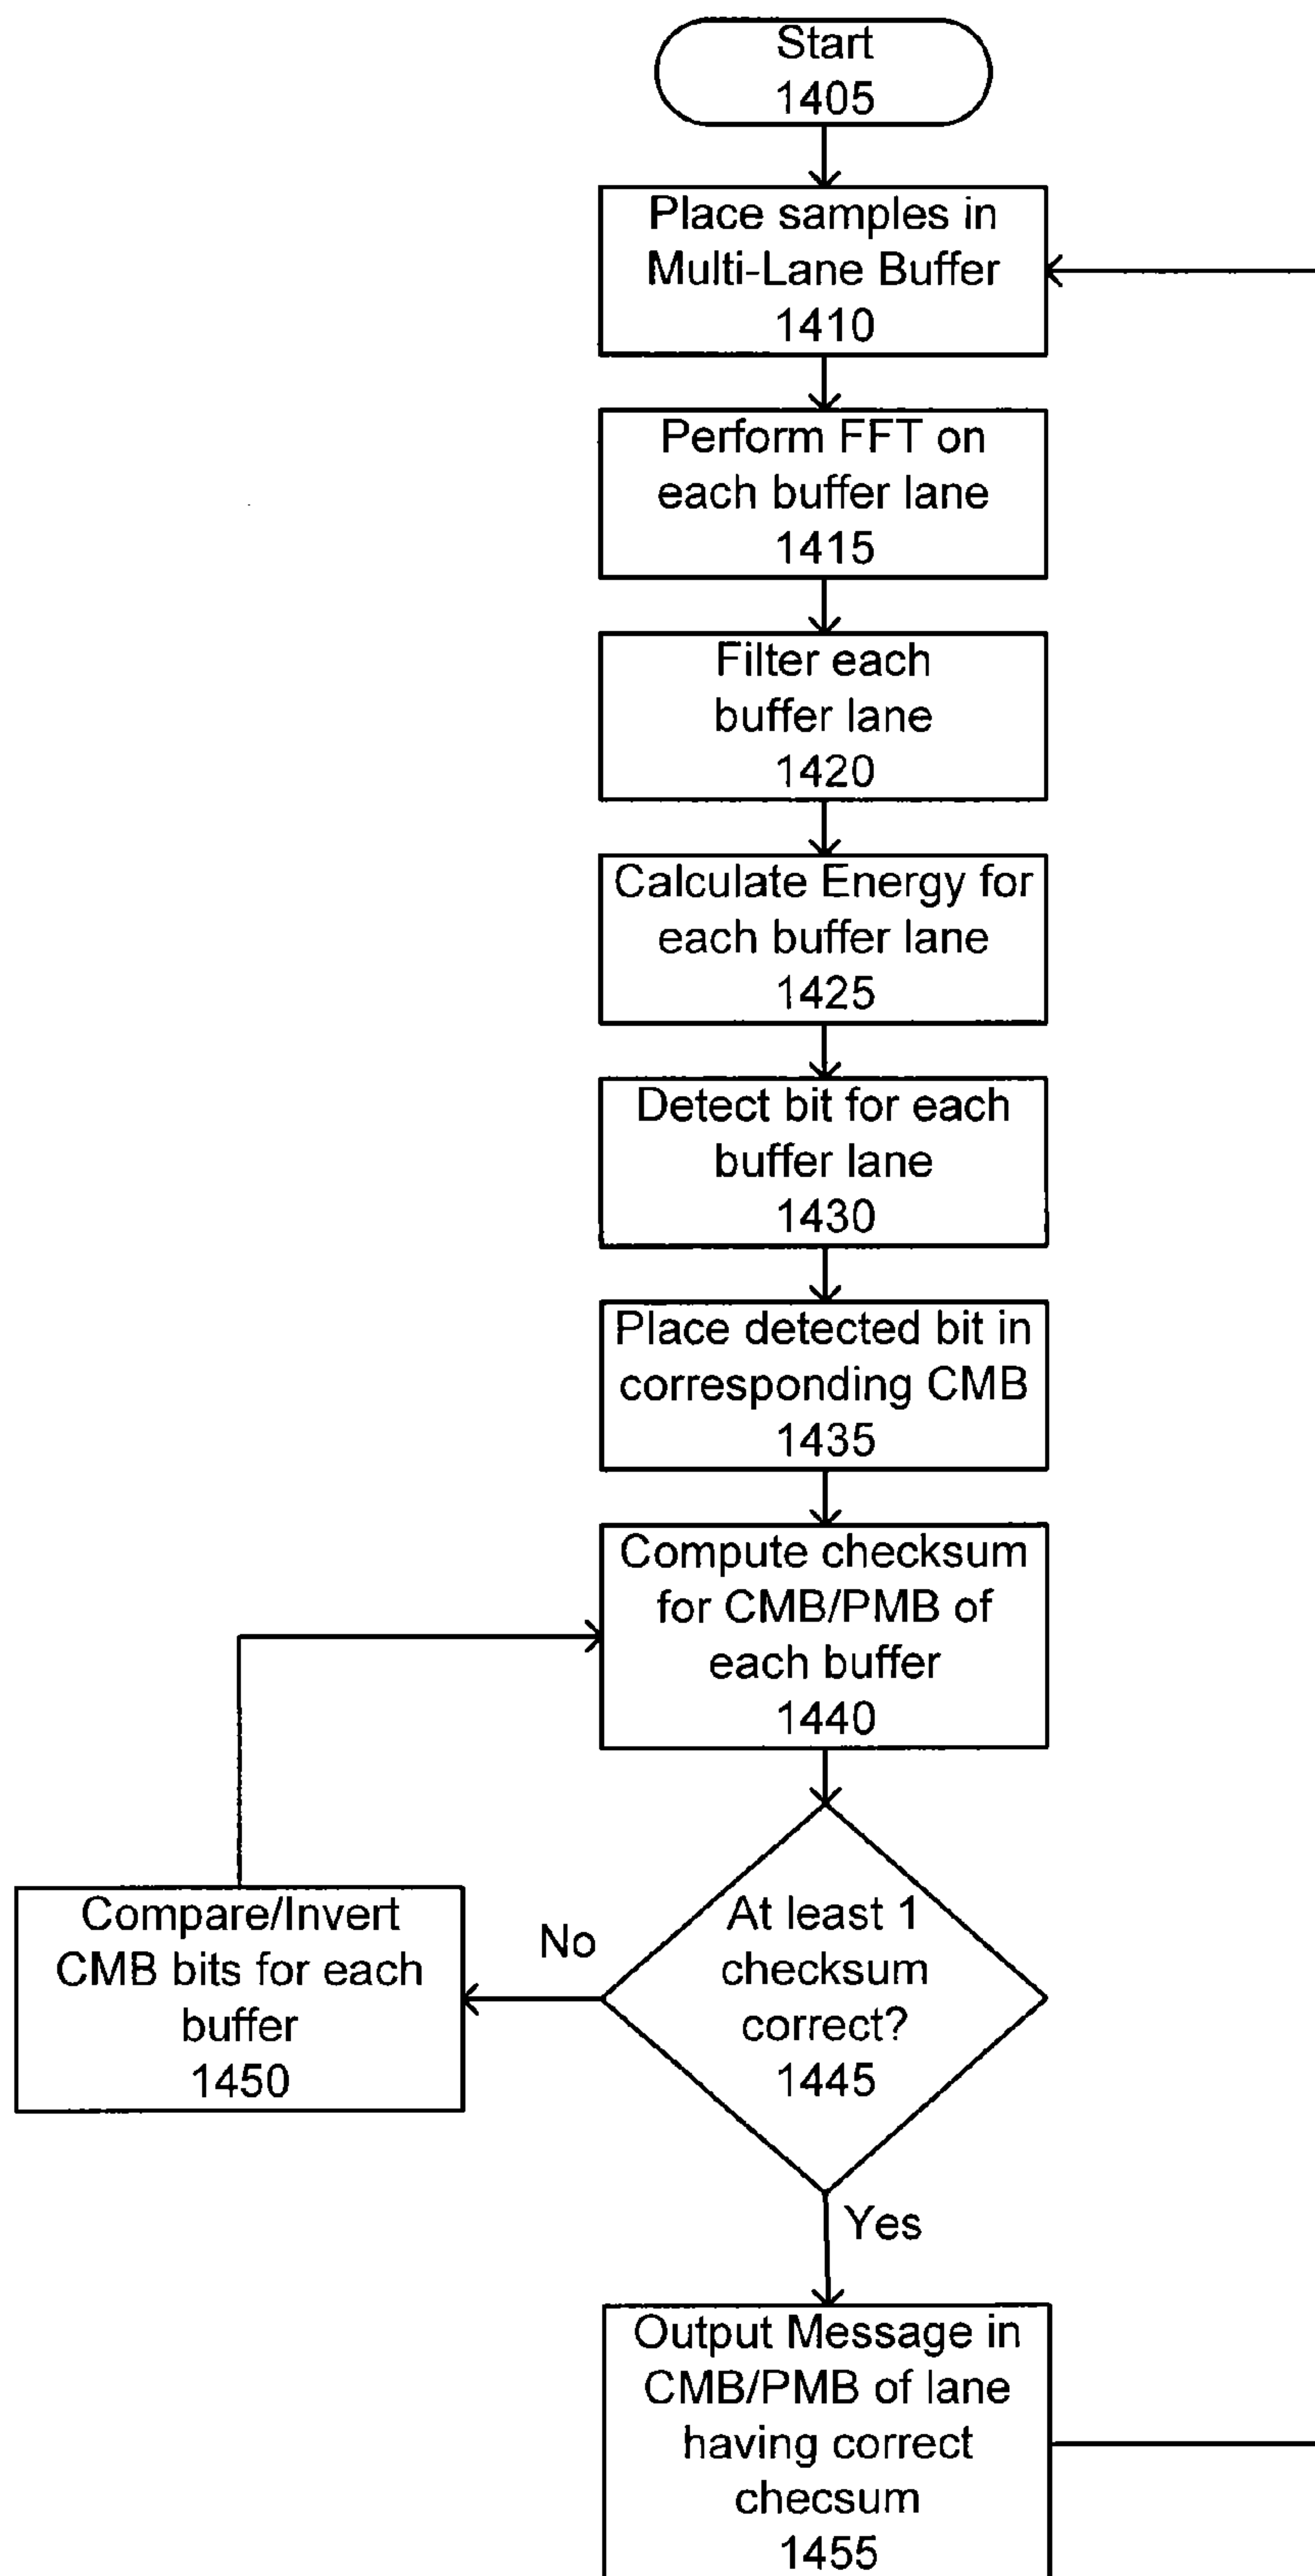 Start
1405
Place samples in
Multi-Lane Buffer
1410
Perform FFT on
each buffer lane
1415
Filter each
buffer lane
1420
Calculate Energy for
each buffer lane
1425
Detect bit for each
buffer lane
1430
Place detected bit in
corresponding CMB
1435
Compute checksum
for CMB/PMB of
each buffer
1440
At least 1
checksum
correct?
1445
No
Compare/Invert
CMB bits for each
buffer
1450
Yes
Output Message in
CMB/PMB of lane
having correct
checsum
1455